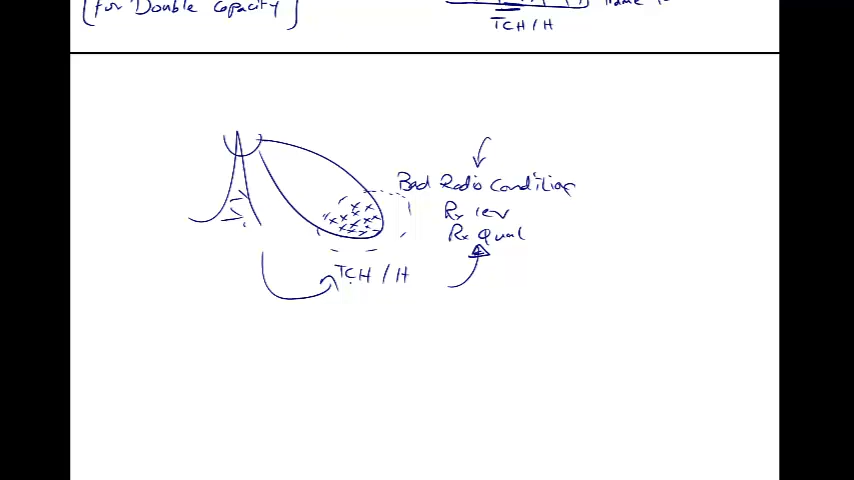 [for Double Capacity]
TCH/H
Bad Radio Condition
Rx lev
Rx qual
TCH/H